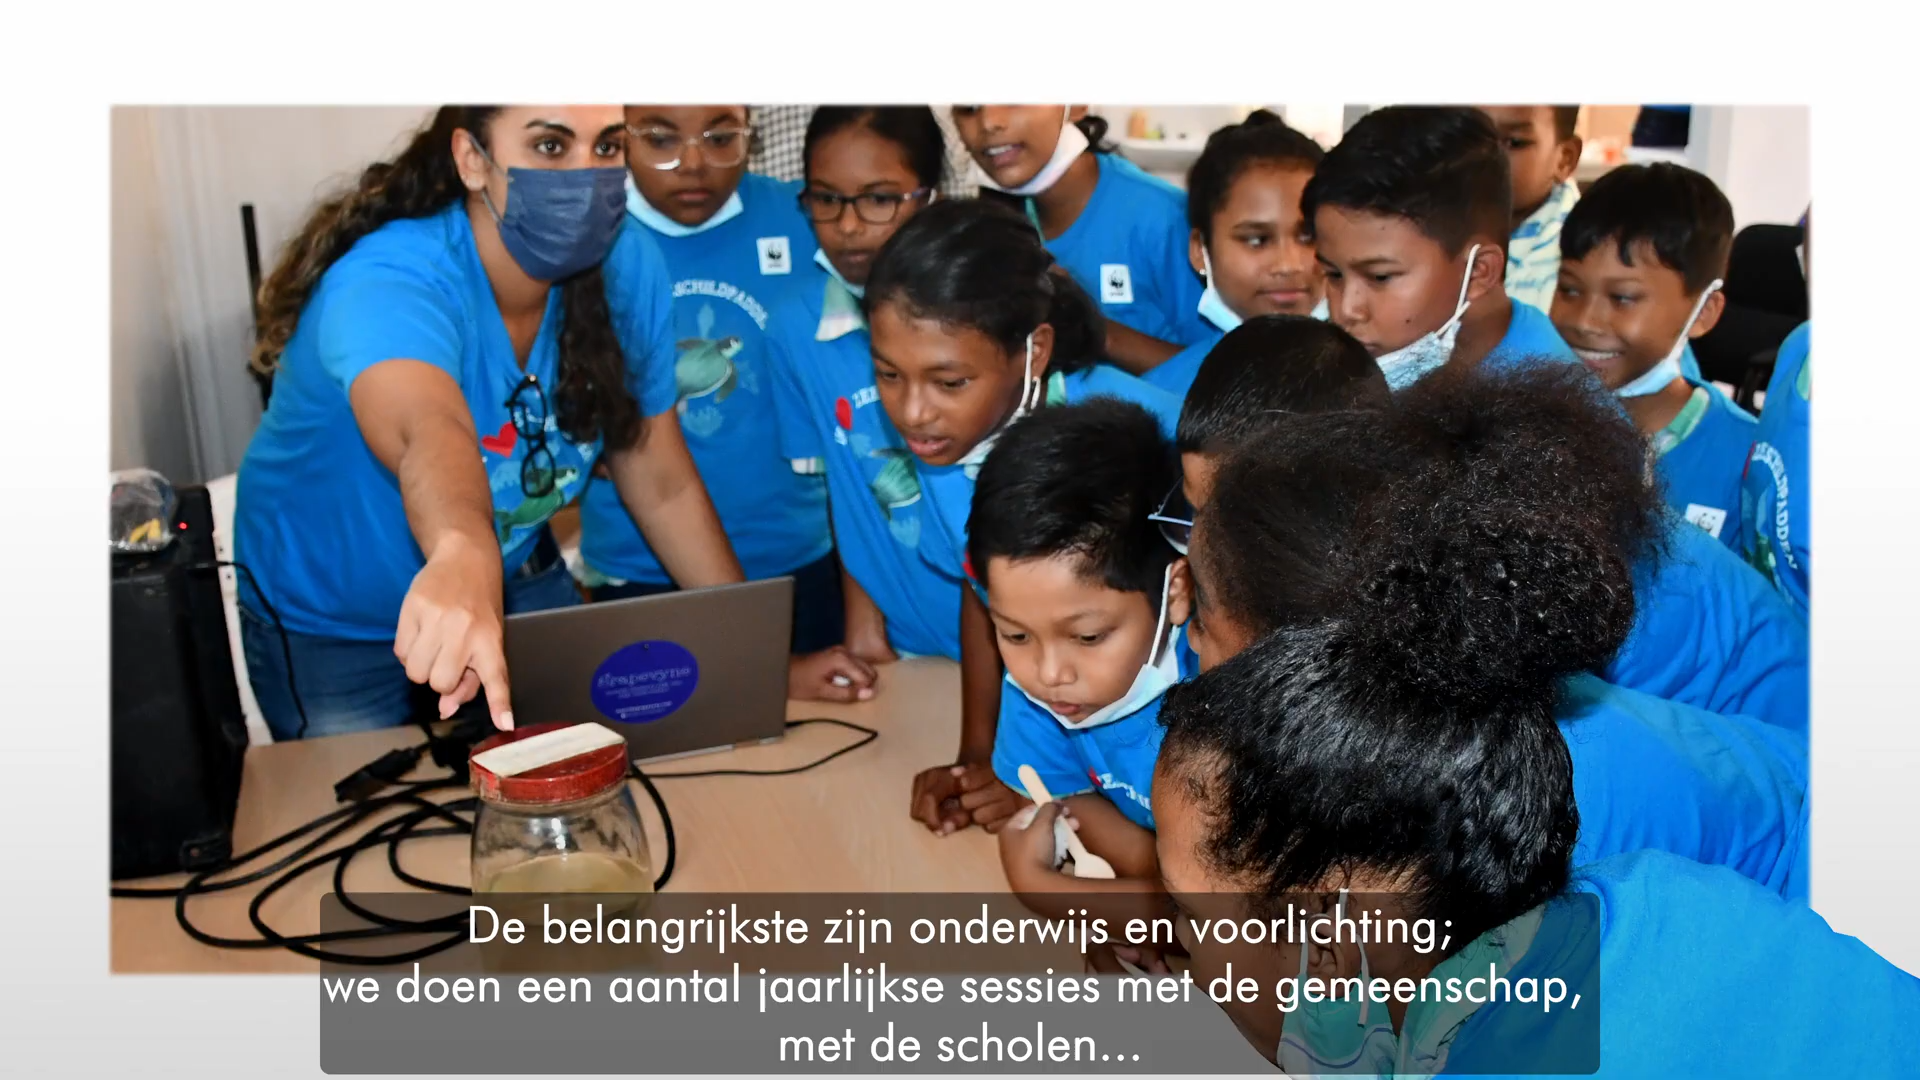 De belangrijkste zijn onderwijs en voorlichting;
we doen een aantal jaarlijkse sessies met de gemeenschap,
met de scholen...